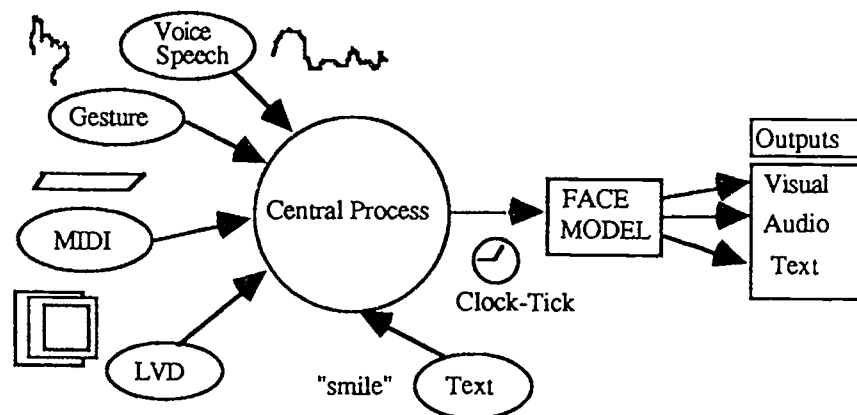 Voice
Speech
Gesture
MIDI
LVD
"smile"
Text
Central Process
Clock-Tick
FACE
MODEL
Outputs
Visual
Audio
Text